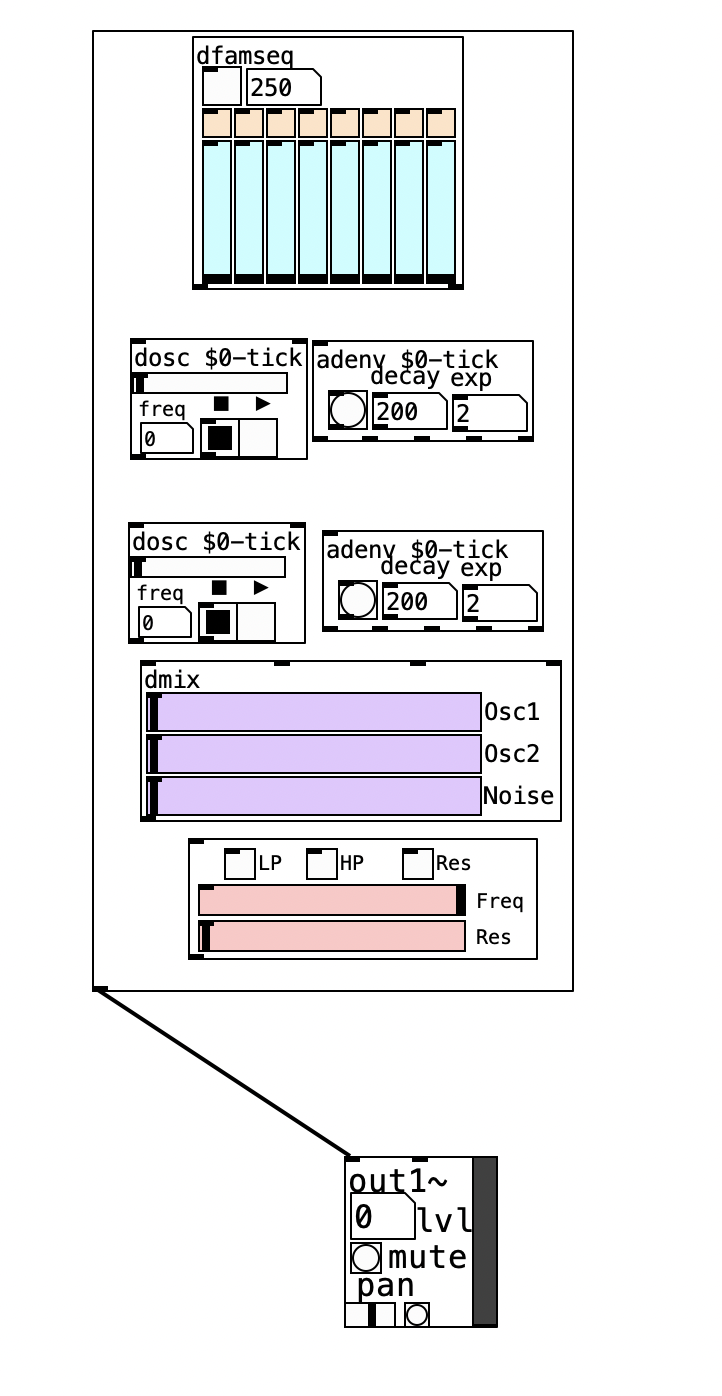 dfamseq
250
dosc $0-tick
freq
0
adenv $0-tick
decay exp
200
2
dosc $0-tick
freq
0
adenv $0-tick
decay exp
200
2
dmix
Osc1
Osc2
Noise
LP HP Res
Freq
Res
out1~
0 lvl
mute
pan